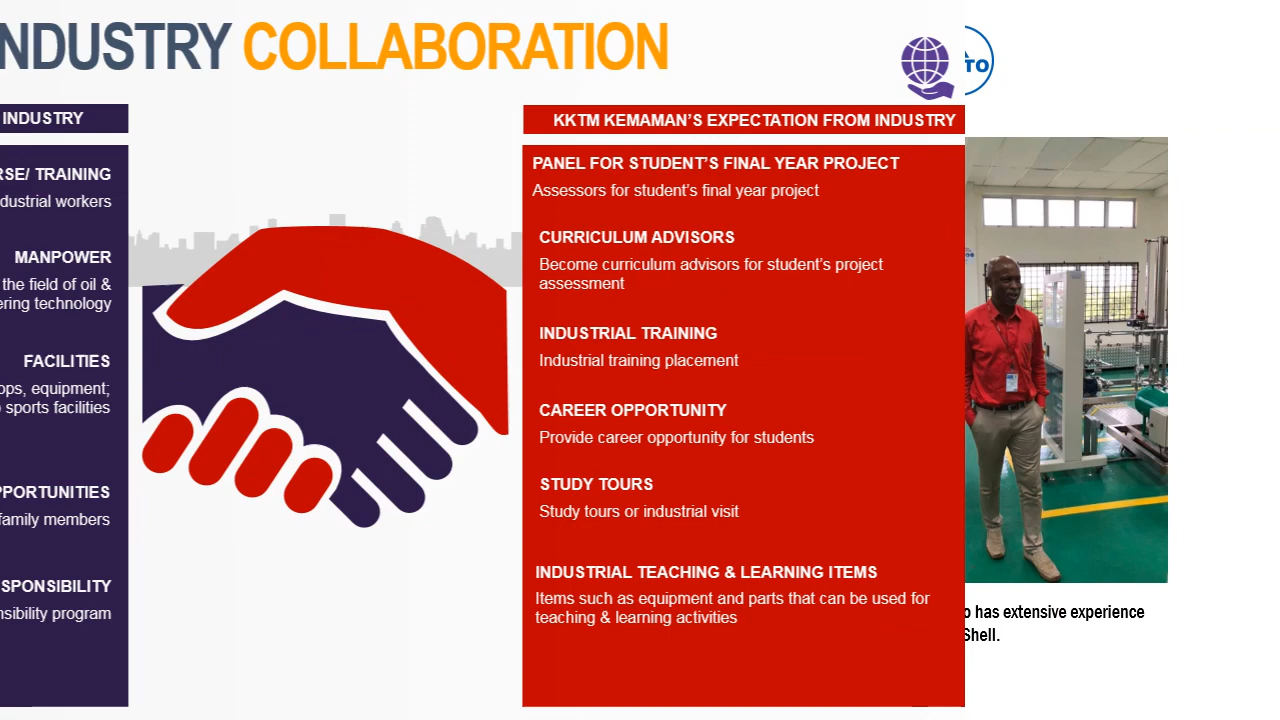 NDUSTRY COLLABORATION
TO
INDUSTRY
RSE/ TRAINING
dustrial workers
MANPOWER
the field of oil &
ering technology
FACILITIES
ops, equipment;
sports facilities
PPORTUNITIES
family members
SPONSIBILITY
nsibility program
KKTM KEMAMAN’S EXPECTATION FROM INDUSTRY
PANEL FOR STUDENT’S FINAL YEAR PROJECT
Assessors for student’s final year project
CURRICULUM ADVISORS
Become curriculum advisors for student’s project
assessment
INDUSTRIAL TRAINING
Industrial training placement
CAREER OPPORTUNITY
Provide career opportunity for students
STUDY TOURS
Study tours or industrial visit
INDUSTRIAL TEACHING & LEARNING ITEMS
Items such as equipment and parts that can be used for
teaching & learning activities
o has extensive experience
Shell.